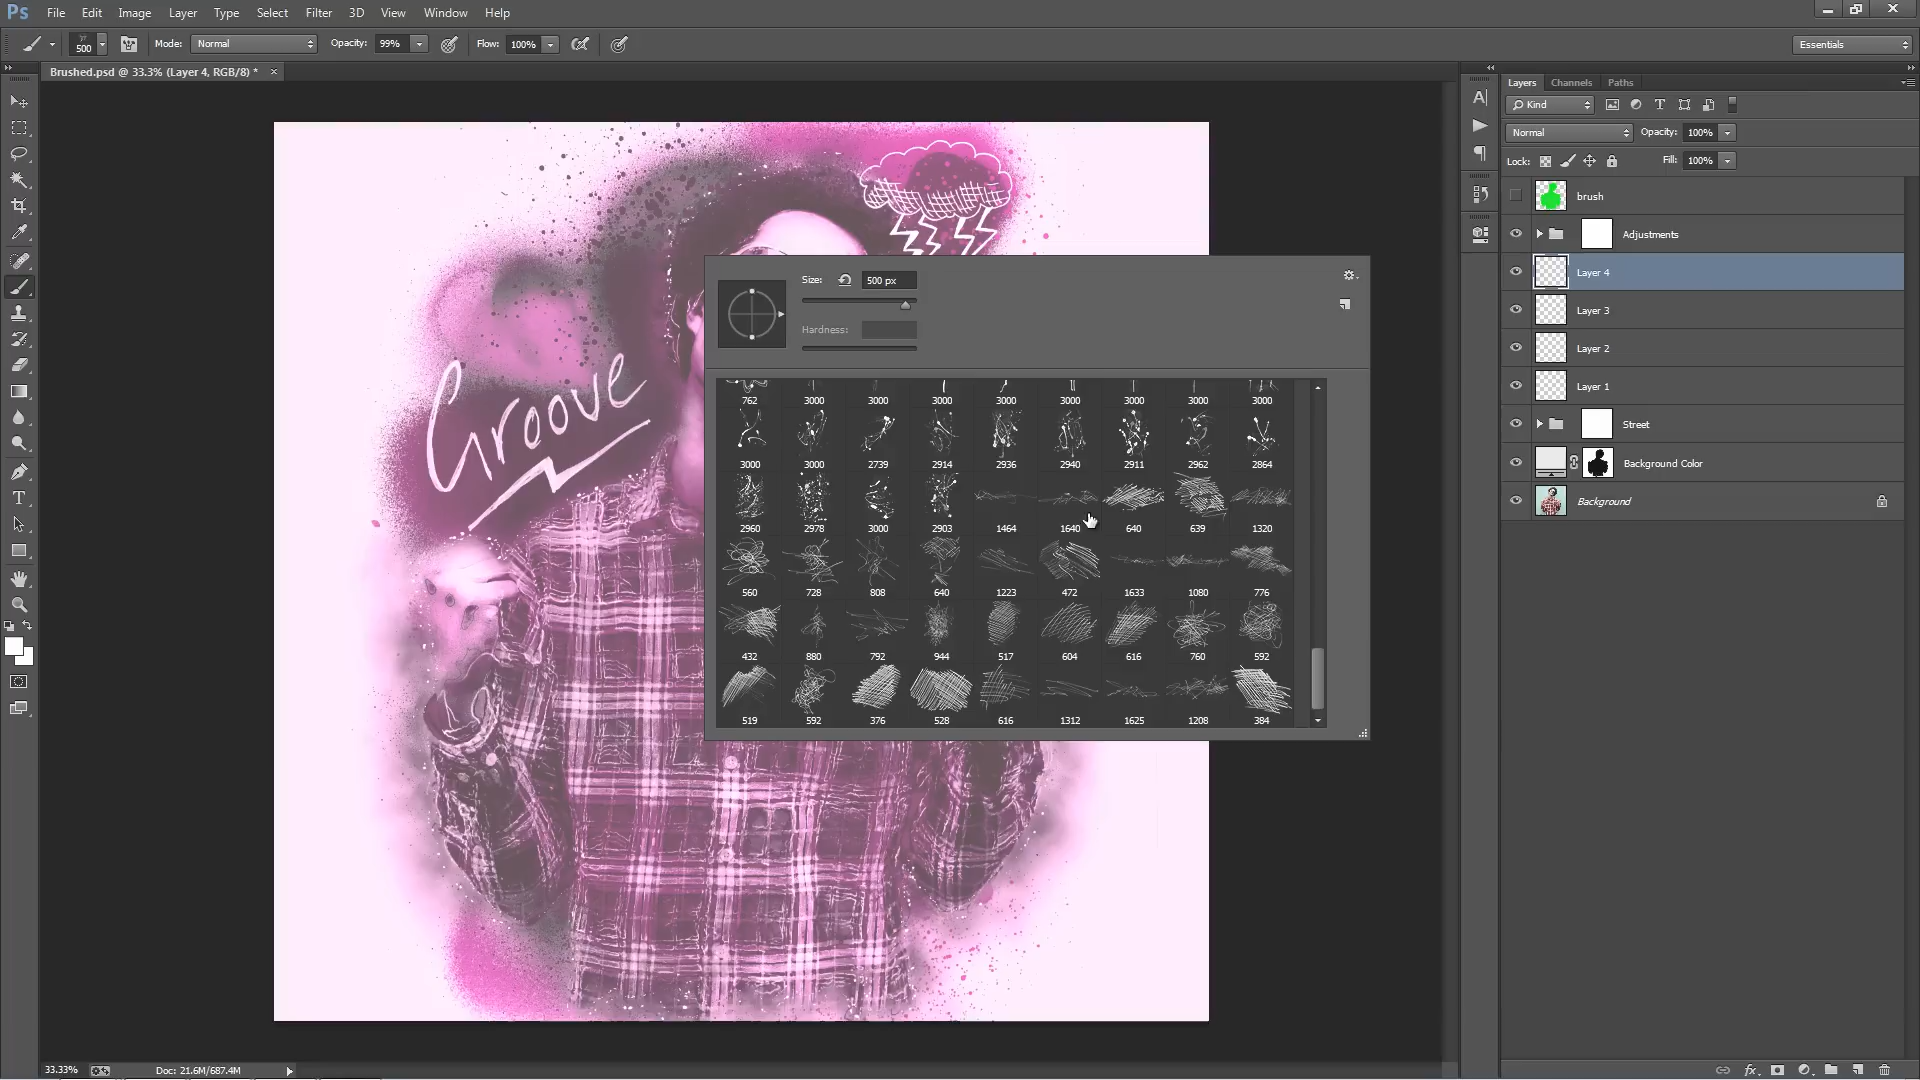 Ps File Edit Image Layer Type Select Filter 3D View Window Help
500 Mode: Normal Opacity: 99% Flow: 100% Essentials
Brushed.psd @ 33.3% (Layer 4, RGB/8) * ×
Groove
Size: 500 px
Hardness:
762 3000 3000 3000 3000 3000 3000 3000 3000
3000 3000 2739 2914 2936 2940 2911 2962 2864
2960 2978 3000 2903 1464 1640 640 639 1320
560 728 808 640 1223 472 1633 1080 776
432 880 792 944 517 604 616 760 592
519 592 376 528 616 1312 1625 1208 384
Layers Channels Paths
Kind
Normal Opacity: 100%
Lock: Fill: 100%
brush
Adjustments
Layer 4
Layer 3
Layer 2
Layer 1
Street
Background Color
Background
33.33% Doc: 21.6M/687.4M